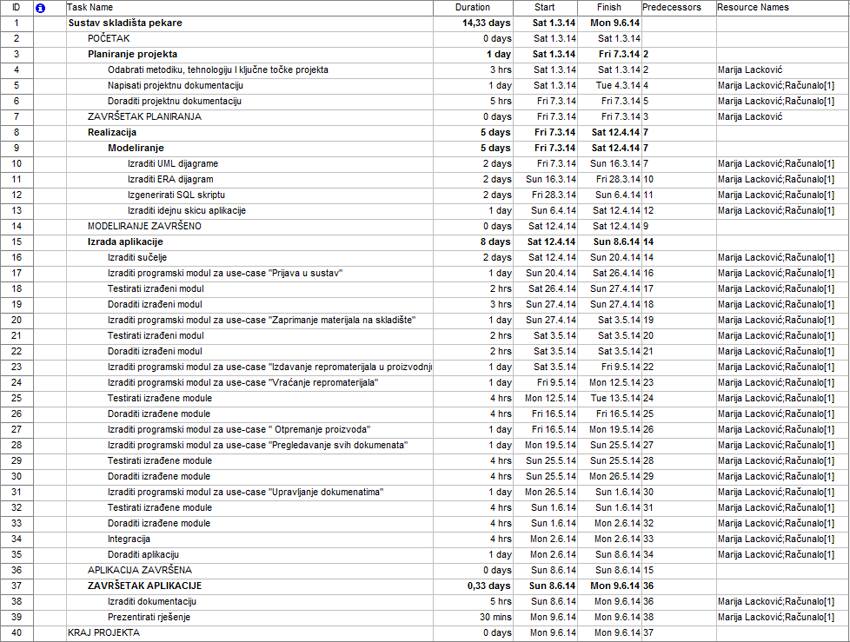 ID Task Name Duration Start Finish Predecessors Resource Names
1 Sustav skladišta pekare 14,33 days Sat 1.3.14 Mon 9.6.14
2 POČETAK 0 days Sat 1.3.14 Sat 1.3.14
3 Planiranje projekta 1 day Sat 1.3.14 Fri 7.3.14 2
4 Odabrati metodiku, tehnologiju I ključne točke projekta 3 hrs Sat 1.3.14 Sat 1.3.14 2 Marija Lacković
5 Napisati projektnu dokumentaciju 1 day Sat 1.3.14 Tue 4.3.14 4 Marija Lacković;Računalo[1]
6 Doraditi projektnu dokumentaciju 5 hrs Fri 7.3.14 Fri 7.3.14 5 Marija Lacković;Računalo[1]
7 ZAVRŠETAK PLANIRANJA 0 days Fri 7.3.14 Fri 7.3.14 3 Marija Lacković
8 Realizacija 5 days Fri 7.3.14 Sat 12.4.14 7
9 Modeliranje 5 days Fri 7.3.14 Sat 12.4.14 7
10 Izraditi UML dijagrame 2 days Fri 7.3.14 Sun 16.3.14 7 Marija Lacković;Računalo[1]
11 Izraditi ERA dijagram 2 days Sun 16.3.14 Fri 28.3.14 10 Marija Lacković;Računalo[1]
12 Izgenerirati SQL skriptu 2 days Fri 28.3.14 Sun 6.4.14 11 Marija Lacković;Računalo[1]
13 Izraditi idejnu skicu aplikacije 1 day Sun 6.4.14 Sat 12.4.14 12 Marija Lacković;Računalo[1]
14 MODELIRANJE ZAVRŠENO 0 days Sat 12.4.14 Sat 12.4.14 9
15 Izrada aplikacije 8 days Sat 12.4.14 Sun 8.6.14 14
16 Izraditi sučelje 2 days Sat 12.4.14 Sun 20.4.14 14 Marija Lacković;Računalo[1]
17 Izraditi programski modul za use-case "Prijava u sustav" 1 day Sun 20.4.14 Sat 26.4.14 16 Marija Lacković;Računalo[1]
18 Testirati izrađeni modul 2 hrs Sat 26.4.14 Sun 27.4.14 17 Marija Lacković;Računalo[1]
19 Doraditi izrađeni modul 3 hrs Sun 27.4.14 Sun 27.4.14 18 Marija Lacković;Računalo[1]
20 Izraditi programski modul za use-case "Zaprimanje materijala na skladište" 1 day Sun 27.4.14 Sat 3.5.14 19 Marija Lacković;Računalo[1]
21 Testirati izrađeni modul 2 hrs Sat 3.5.14 Sat 3.5.14 20 Marija Lacković;Računalo[1]
22 Doraditi izrađeni modul 2 hrs Sat 3.5.14 Sat 3.5.14 21 Marija Lacković;Računalo[1]
23 Izraditi programski modul za use-case "Izdavanje repromaterijala u proizvodnju 1 day Sat 3.5.14 Fri 9.5.14 22 Marija Lacković;Računalo[1]
24 Izraditi programski modul za use-case "Vraćanje repromaterijala" 1 day Fri 9.5.14 Mon 12.5.14 23 Marija Lacković;Računalo[1]
25 Testirati izrađene module 4 hrs Mon 12.5.14 Tue 13.5.14 24 Marija Lacković;Računalo[1]
26 Doraditi izrađene module 4 hrs Fri 16.5.14 Fri 16.5.14 25 Marija Lacković;Računalo[1]
27 Izraditi programski modul za use-case " Otpremanje proizvoda" 1 day Fri 16.5.14 Mon 19.5.14 26 Marija Lacković;Računalo[1]
28 Izraditi programski modul za use-case "Pregledavanje svih dokumenata" 1 day Mon 19.5.14 Sun 25.5.14 27 Marija Lacković;Računalo[1]
29 Testirati izrađene module 4 hrs Sun 25.5.14 Sun 25.5.14 28 Marija Lacković;Računalo[1]
30 Doraditi izrađene module 4 hrs Sun 25.5.14 Mon 26.5.14 29 Marija Lacković;Računalo[1]
31 Izraditi programski modul za use-case "Upravljanje dokumenatima" 1 day Mon 26.5.14 Sun 1.6.14 30 Marija Lacković;Računalo[1]
32 Testirati izrađene module 4 hrs Sun 1.6.14 Sun 1.6.14 31 Marija Lacković;Računalo[1]
33 Doraditi izrađene module 4 hrs Sun 1.6.14 Mon 2.6.14 32 Marija Lacković;Računalo[1]
34 Integracija 4 hrs Mon 2.6.14 Mon 2.6.14 33 Marija Lacković;Računalo[1]
35 Doraditi aplikaciju 1 day Mon 2.6.14 Sun 8.6.14 34 Marija Lacković;Računalo[1]
36 APLIKACIJA ZAVRŠENA 0 days Sun 8.6.14 Sun 8.6.14 15
37 ZAVRŠETAK APLIKACIJE 0,33 days Sun 8.6.14 Mon 9.6.14 36
38 Izraditi dokumentaciju 5 hrs Sun 8.6.14 Mon 9.6.14 36 Marija Lacković;Računalo[1]
39 Prezentirati rješenje 30 mins Mon 9.6.14 Mon 9.6.14 38 Marija Lacković;Računalo[1]
40 KRAJ PROJEKTA 0 days Mon 9.6.14 Mon 9.6.14 37